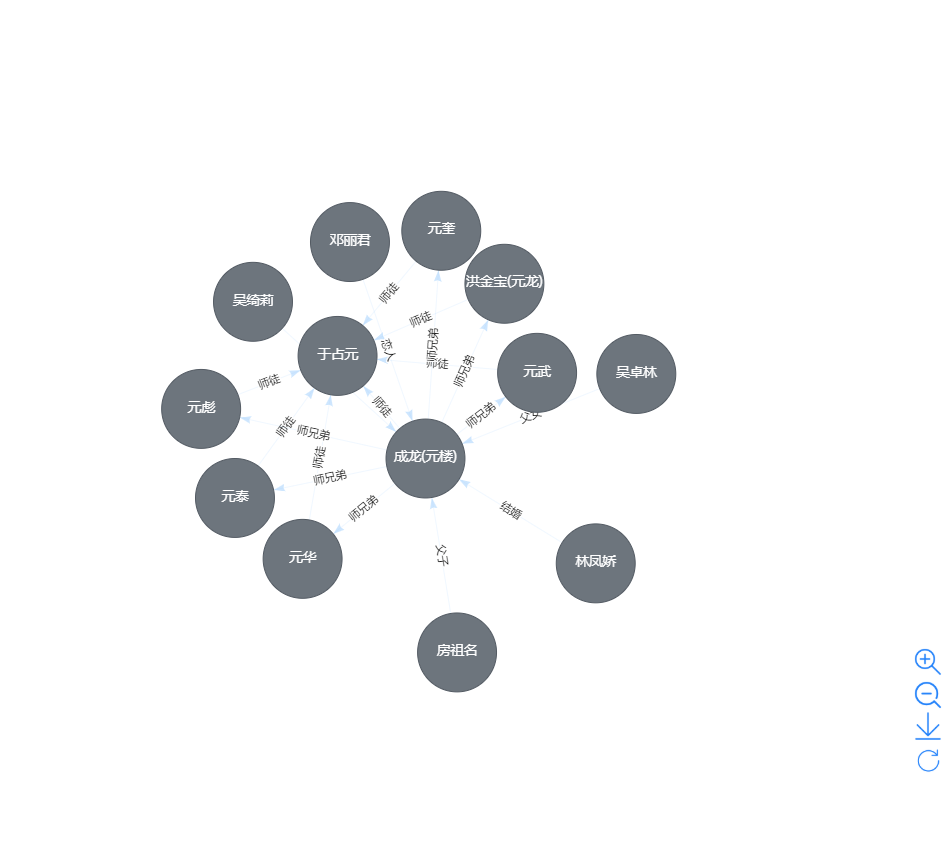 元奎
邓丽君
洪金宝(元龙)
师徒
吴绮莉
师徒
于占元
恋人
师兄弟
师徒
师兄弟
元武
吴卓林
师徒
元彪
师徒
师兄弟
父女
师徒
师兄弟
师徒
成龙(元楼)
师兄弟
元泰
师兄弟
结婚
元华
父子
林凤娇
房祖名